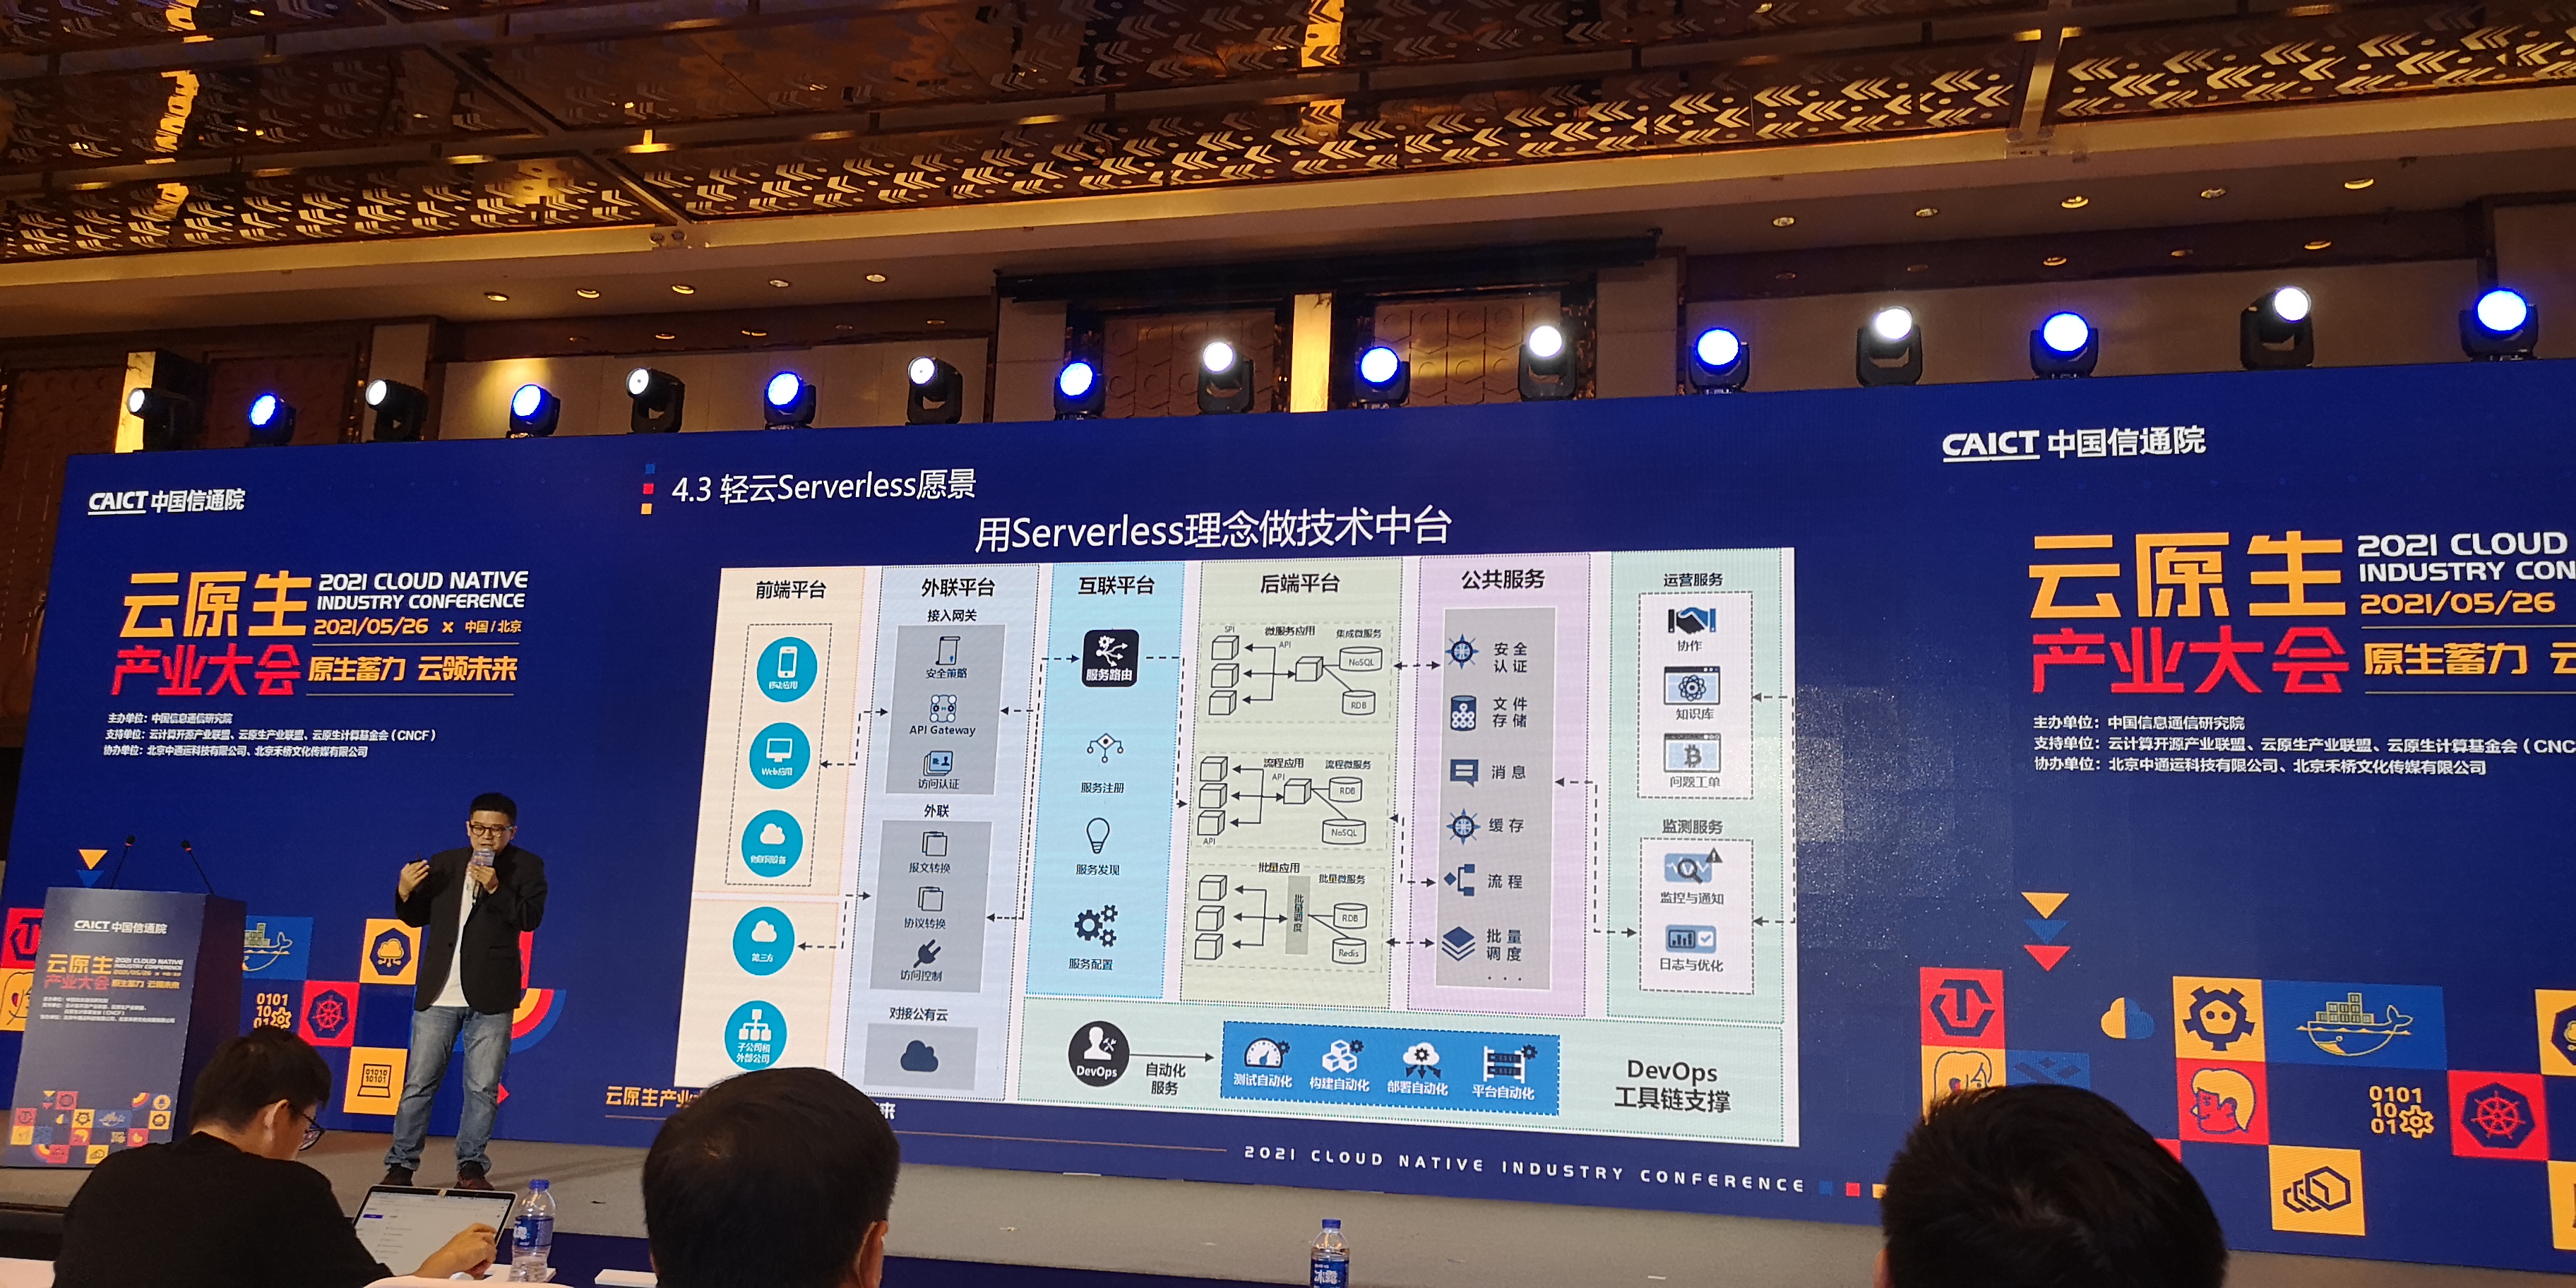 CAICT 中国信通院
云原生
产业大会
2021 CLOUD NATIVE
INDUSTRY CONFERENCE
2021/05/26 X 中国/北京
原生蓄力 云领未来
主办单位：中国信息通信研究院
支持单位：云计算开源产业联盟、云原生产业联盟、云原生计算基金会（CNCF）
协办单位：北京中通运科技有限公司、北京禾桥文化传媒有限公司
4.3 轻云Serverless愿景
用Serverless理念做技术中台
前端平台
移动应用
Web应用
物联网设备
第三方
子公司和
外部公司
外联平台
接入网关
安全策略
API Gateway
访问认证
外联
报文转换
协议转换
访问控制
对接公有云
互联平台
服务路由
服务注册
服务发现
服务配置
后端平台
SPI
微服务应用
API
集成微服务
NoSQL
RDB
流程应用
API
流程微服务
RDB
NoSQL
API
批量应用
批量微服务
批量调度
RDB
Redis
公共服务
安全
认证
文件
存储
消息
缓存
流程
批量
调度
...
运营服务
协作
知识库
问题工单
监测服务
监控与通知
日志与优化
DevOps
自动化
服务
测试自动化
构建自动化
部署自动化
平台自动化
DevOps
工具链支撑
云原生产业
来
2021 CLOUD NATIVE INDUSTRY CONFERENCE
CAICT 中国信通院
云原生
产业大会
2021 CLOUD
INDUSTRY CON
2021/05/26
原生蓄力 云
主办单位：中国信息通信研究院
支持单位：云计算开源产业联盟、云原生产业联盟、云原生计算基金会（CNC
协办单位：北京中通运科技有限公司、北京禾桥文化传媒有限公司
0101
10
01
CAICT 中国信通院
云原生
产业大会
2021 CLOUD NATIVE
INDUSTRY CONFERENCE
原生蓄力 云领未来
0101
10
01
01010
10101
冰露